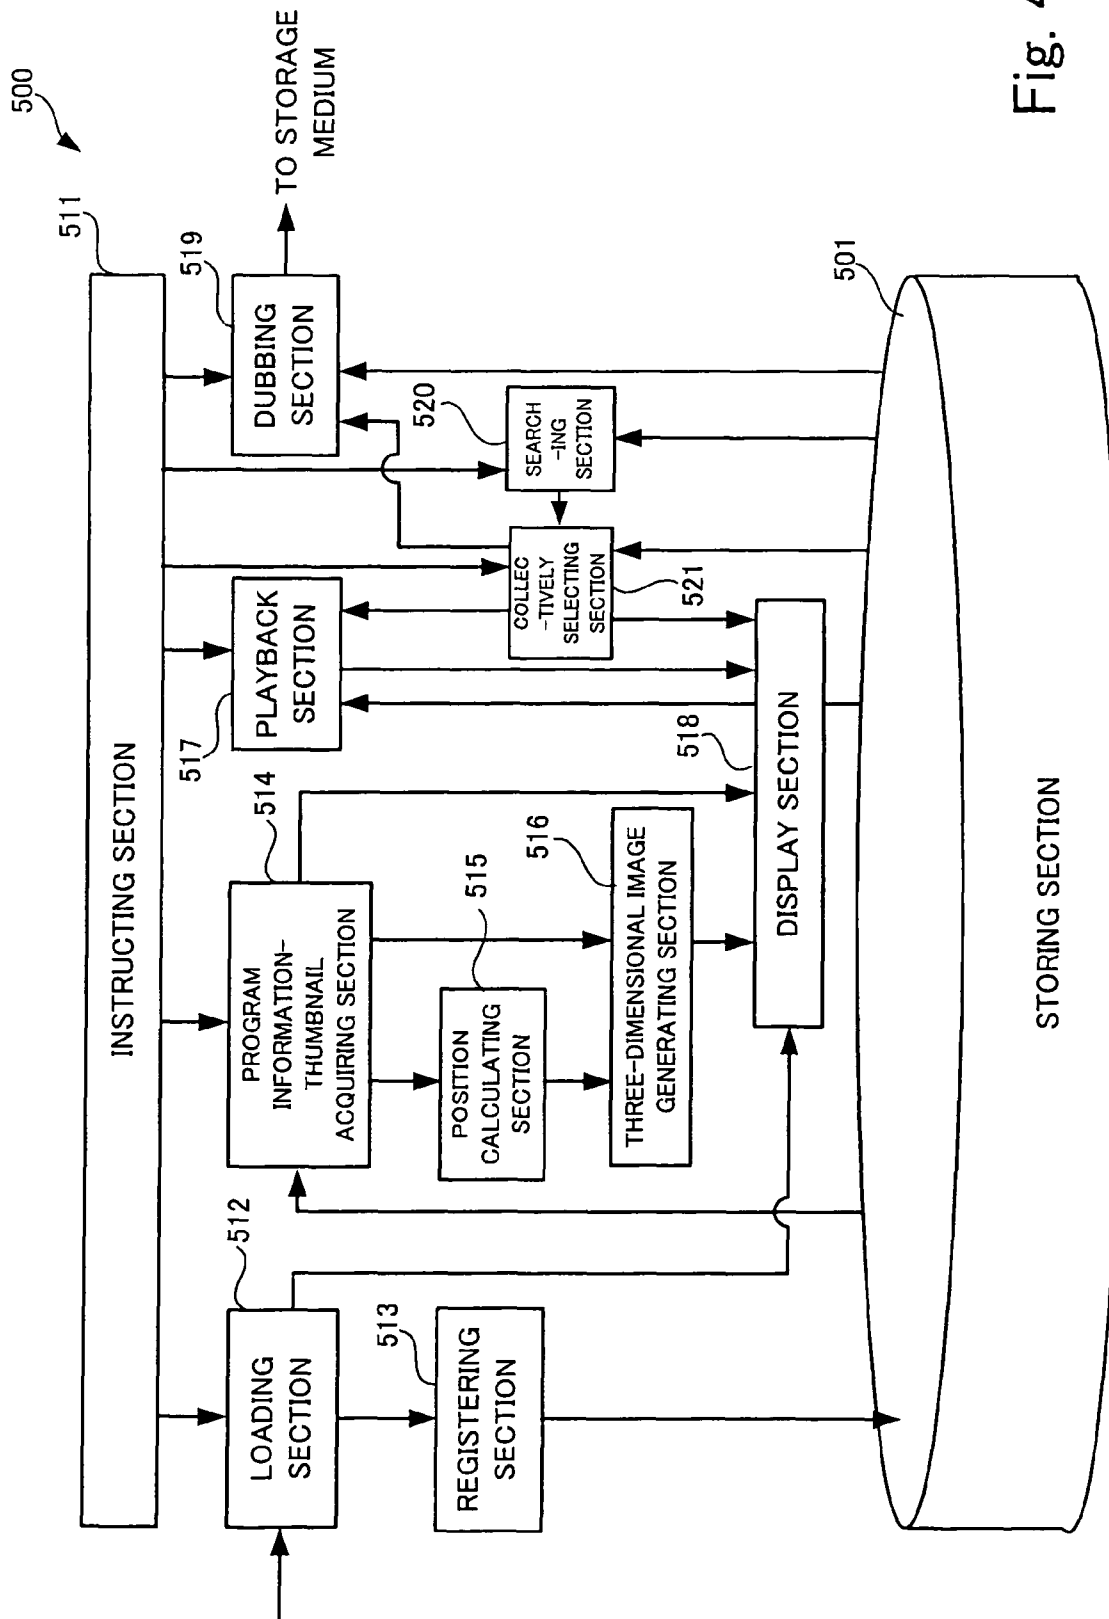 500
511
INSTRUCTING SECTION
512
LOADING
SECTION
513
REGISTERING
SECTION
514
PROGRAM
INFORMATION-
THUMBNAIL
ACQUIRING SECTION
515
POSITION
CALCULATING
SECTION
516
THREE-DIMENSIONAL IMAGE
GENERATING SECTION
517
PLAYBACK
SECTION
519
DUBBING
SECTION
TO STORAGE
MEDIUM
520
SEARCH
-ING
SECTION
COLLEC
-TIVELY
SELECTING
SECTION
521
518
DISPLAY SECTION
501
STORING SECTION
Fig. 4